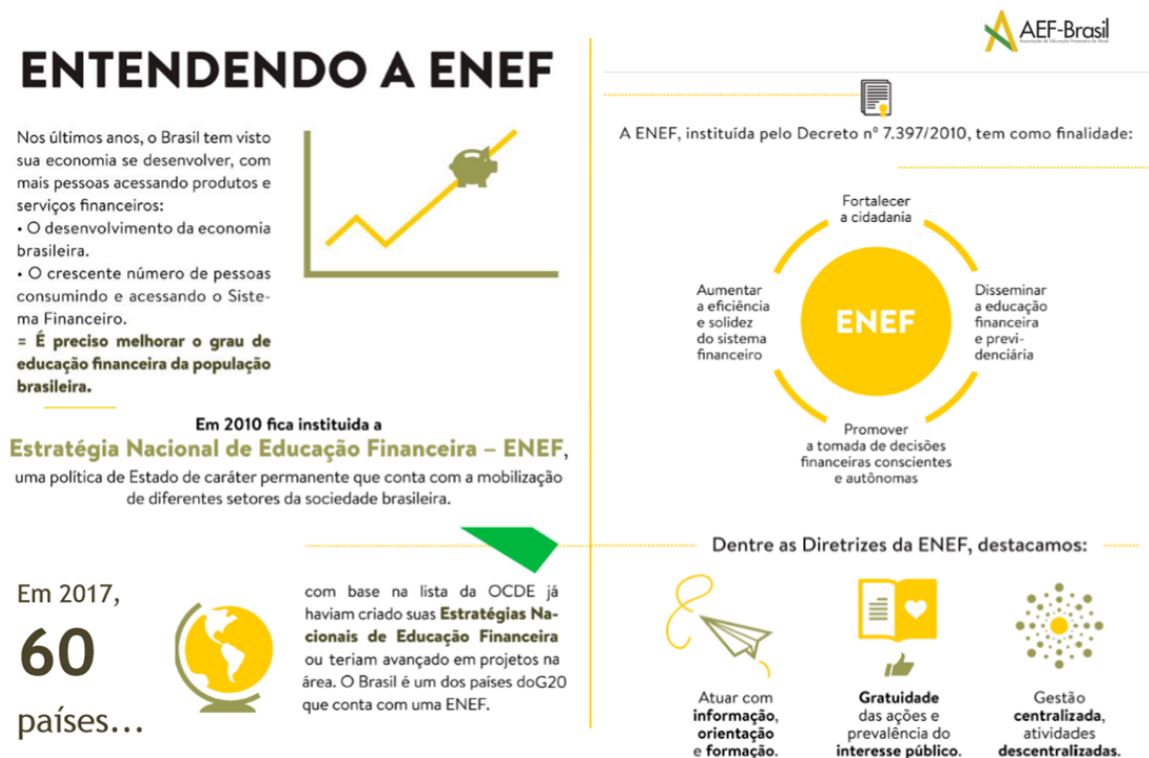 ENTENDENDO A ENEF
Nos últimos anos, o Brasil tem visto
sua economia se desenvolver, com
mais pessoas acessando produtos e
serviços financeiros:
• O desenvolvimento da economia
brasileira.
• O crescente número de pessoas
consumindo e acessando o Siste-
ma Financeiro.
= É preciso melhorar o grau de
educação financeira da população
brasileira.
Em 2010 fica instituida a
Estratégia Nacional de Educação Financeira – ENEF,
uma política de Estado de caráter permanente que conta com a mobilização
de diferentes setores da sociedade brasileira.
Em 2017,
60
países...
com base na lista da OCDE já
haviam criado suas Estratégias Na-
cionais de Educação Financeira
ou teriam avançado em projetos na
área. O Brasil é um dos países doG20
que conta com uma ENEF.
AEF-Brasil
Associação de Educação Financeira do Brasil
A ENEF, instituída pelo Decreto nº 7.397/2010, tem como finalidade:
Fortalecer
a cidadania
Aumentar
a eficiência
e solidez
do sistema
financeiro
ENEF
Disseminar
a educação
financeira
e previ-
denciária
Promover
a tomada de decisões
financeiras conscientes
e autônomas
Dentre as Diretrizes da ENEF, destacamos:
Atuar com
informação,
orientação
e formação.
Gratuidade
das ações e
prevalência do
interesse público.
Gestão
centralizada,
atividades
descentralizadas.